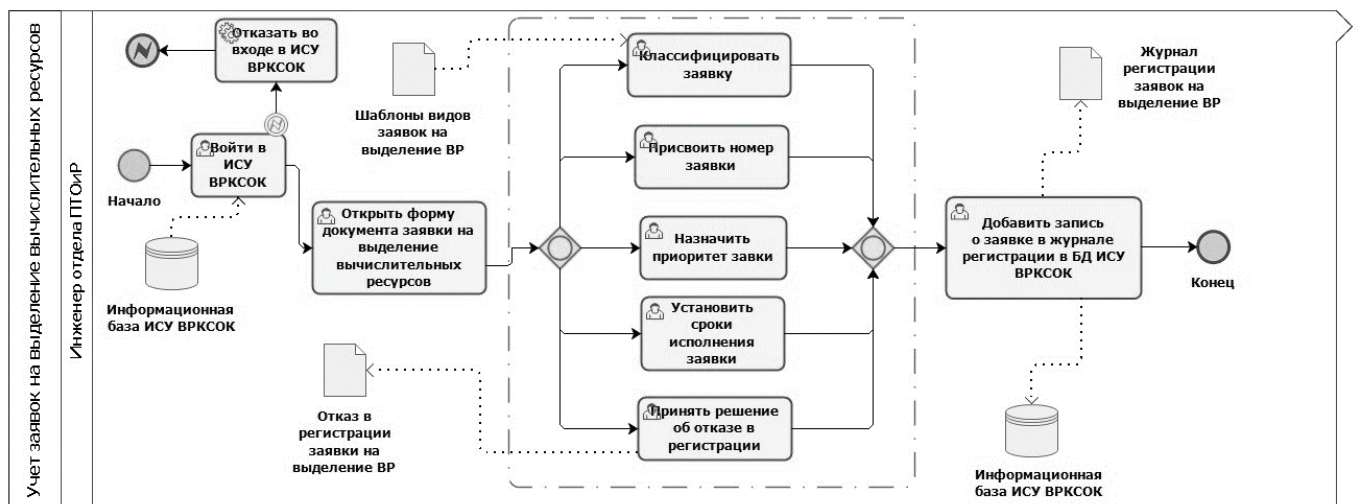 Учет заявок на выделение вычислительных ресурсов
Инженер отдела ПТОиР
Отказать во
входе в ИСУ
ВРКСОК
Войти в
ИСУ
ВРКСОК
Начало
Информационная
база ИСУ ВРКСОК
Шаблоны видов
заявок на
выделение ВР
Открыть форму
документа заявки на
выделение
вычислительных
ресурсов
Отказ в
регистрации
заявки на
выделение ВР
Классифицировать
заявку
Присвоить номер
заявки
Назначить
приоритет завки
Установить
сроки
исполнения
заявки
Принять решение
об отказе в
регистрации
Журнал
регистрации
заявок на
выделение ВР
Добавить запись
о заявке в журнале
регистрации в БД ИСУ
ВРКСОК
Конец
Информационная
база ИСУ ВРКСОК